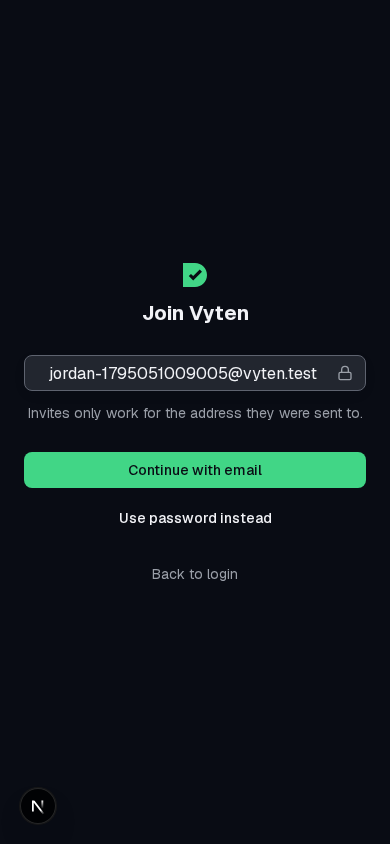 Join Vyten
jordan-1795051009005@vyten.test
Invites only work for the address they were sent to.
Continue with email
Use password instead
Back to login
N